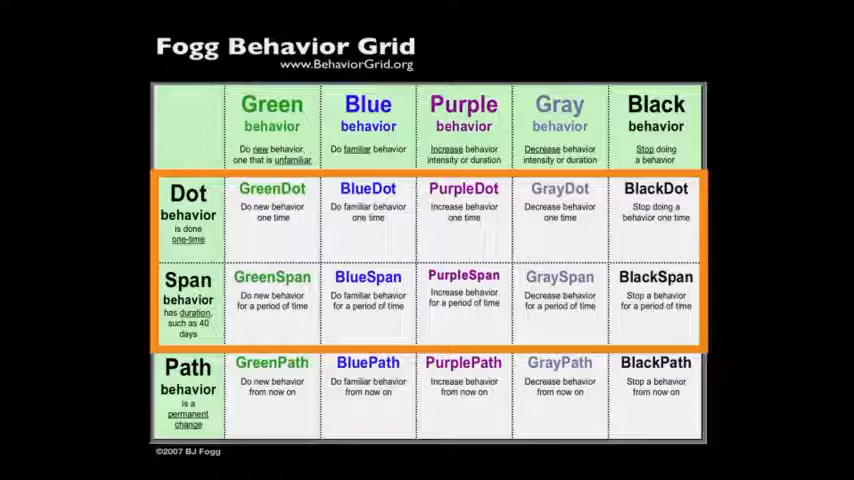 Fogg Behavior Grid
www.BehaviorGrid.org
Green
behavior
Do new behavior,
one that is unfamiliar
Blue
behavior
Do familiar behavior
Purple
behavior
Increase behavior
intensity or duration
Gray
behavior
Decrease behavior
intensity or duration
Black
behavior
Stop doing
a behavior
Dot
behavior
is done
one-time
GreenDot
Do new behavior
one time
BlueDot
Do familiar behavior
one time
PurpleDot
Increase behavior
one time
GrayDot
Decrease behavior
one time
BlackDot
Stop doing a
behavior one time
Span
behavior
has duration,
such as 40
days
GreenSpan
Do new behavior
for a period of time
BlueSpan
Do familiar behavior
for a period of time
PurpleSpan
Increase behavior
for a period of time
GraySpan
Decrease behavior
for a period of time
BlackSpan
Stop a behavior
for a period of time
Path
behavior
is a
permanent
change
GreenPath
Do new behavior
from now on
BluePath
Do familiar behavior
from now on
PurplePath
Increase behavior
from now on
GrayPath
Decrease behavior
from now on
BlackPath
Stop a behavior
from now on
©2007 BJ Fogg